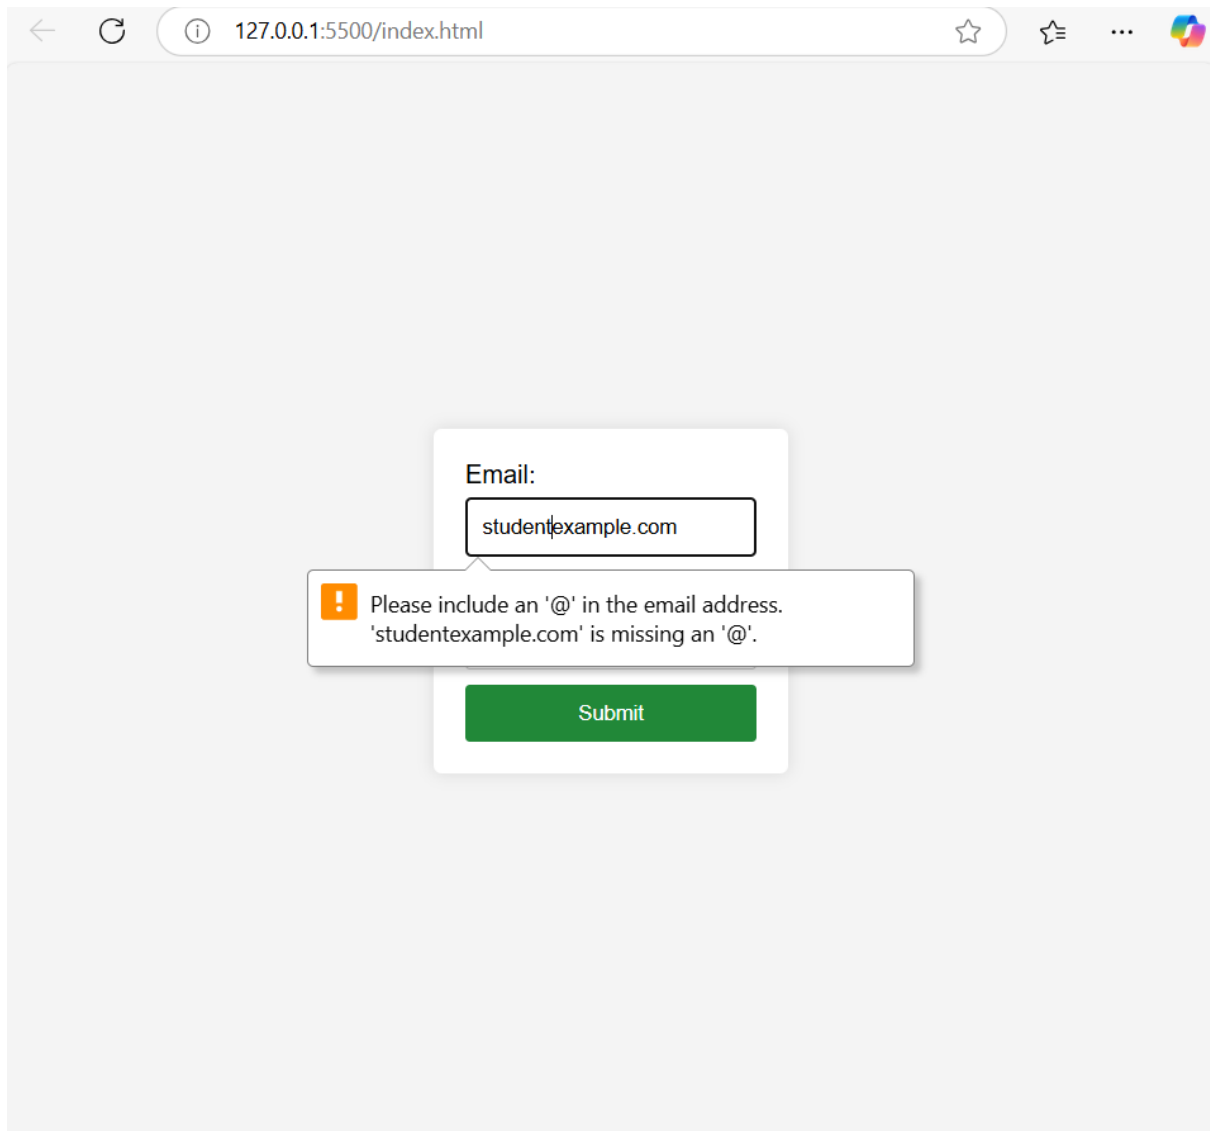 127.0.0.1:5500/index.html
Email:
studentexample.com
Please include an '@' in the email address.
'studentexample.com' is missing an '@'.
Submit